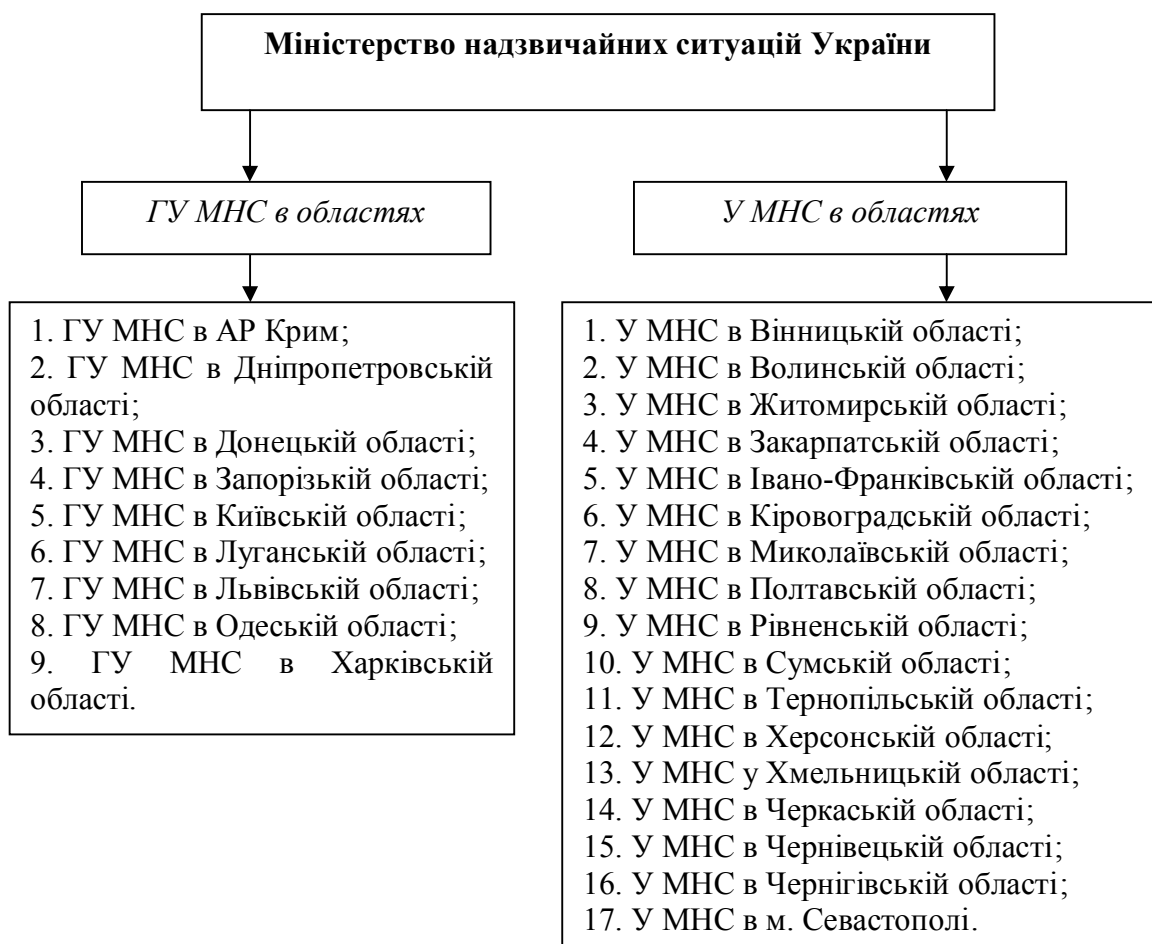 Міністерство надзвичайних ситуацій України
ГУ МНС в областях
У МНС в областях
1. ГУ МНС в АР Крим;
2. ГУ МНС в Дніпропетровській
області;
3. ГУ МНС в Донецькій області;
4. ГУ МНС в Запорізькій області;
5. ГУ МНС в Київській області;
6. ГУ МНС в Луганській області;
7. ГУ МНС в Львівській області;
8. ГУ МНС в Одеській області;
9. ГУ МНС в Харківській
області.
1. У МНС в Вінницькій області;
2. У МНС в Волинській області;
3. У МНС в Житомирській області;
4. У МНС в Закарпатській області;
5. У МНС в Івано-Франківській області;
6. У МНС в Кіровоградській області;
7. У МНС в Миколаївській області;
8. У МНС в Полтавській області;
9. У МНС в Рівненській області;
10. У МНС в Сумській області;
11. У МНС в Тернопільській області;
12. У МНС в Херсонській області;
13. У МНС у Хмельницькій області;
14. У МНС в Черкаській області;
15. У МНС в Чернівецькій області;
16. У МНС в Чернігівській області;
17. У МНС в м. Севастополі.